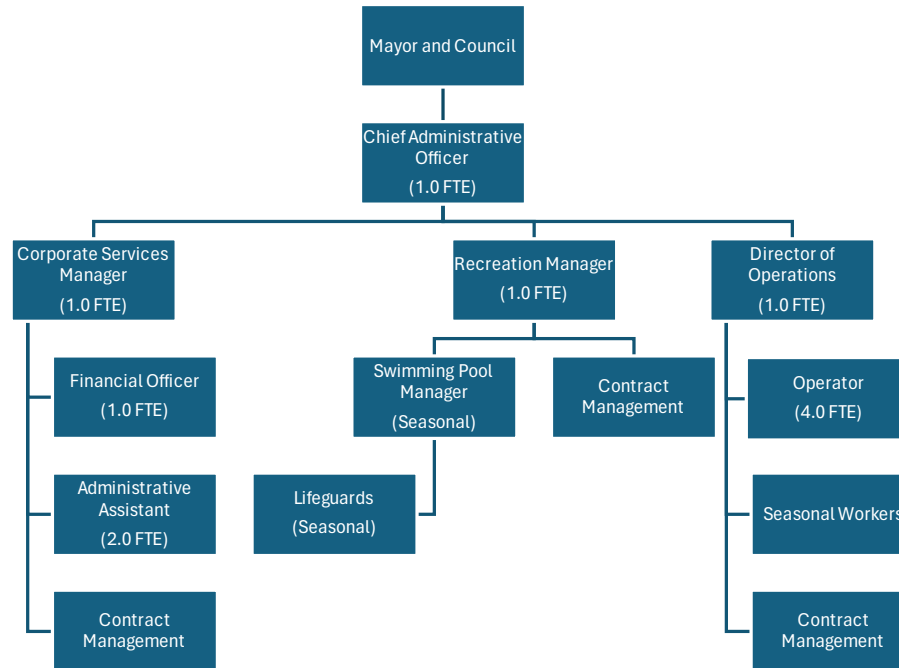 Mayor and Council
Chief Administrative
Officer
(1.0 FTE)
Corporate Services
Manager
(1.0 FTE)
Recreation Manager
(1.0 FTE)
Director of
Operations
(1.0 FTE)
Financial Officer
(1.0 FTE)
Swimming Pool
Manager
(Seasonal)
Contract
Management
Operator
(4.0 FTE)
Administrative
Assistant
(2.0 FTE)
Lifeguards
(Seasonal)
Seasonal Workers
Contract
Management
Contract
Management